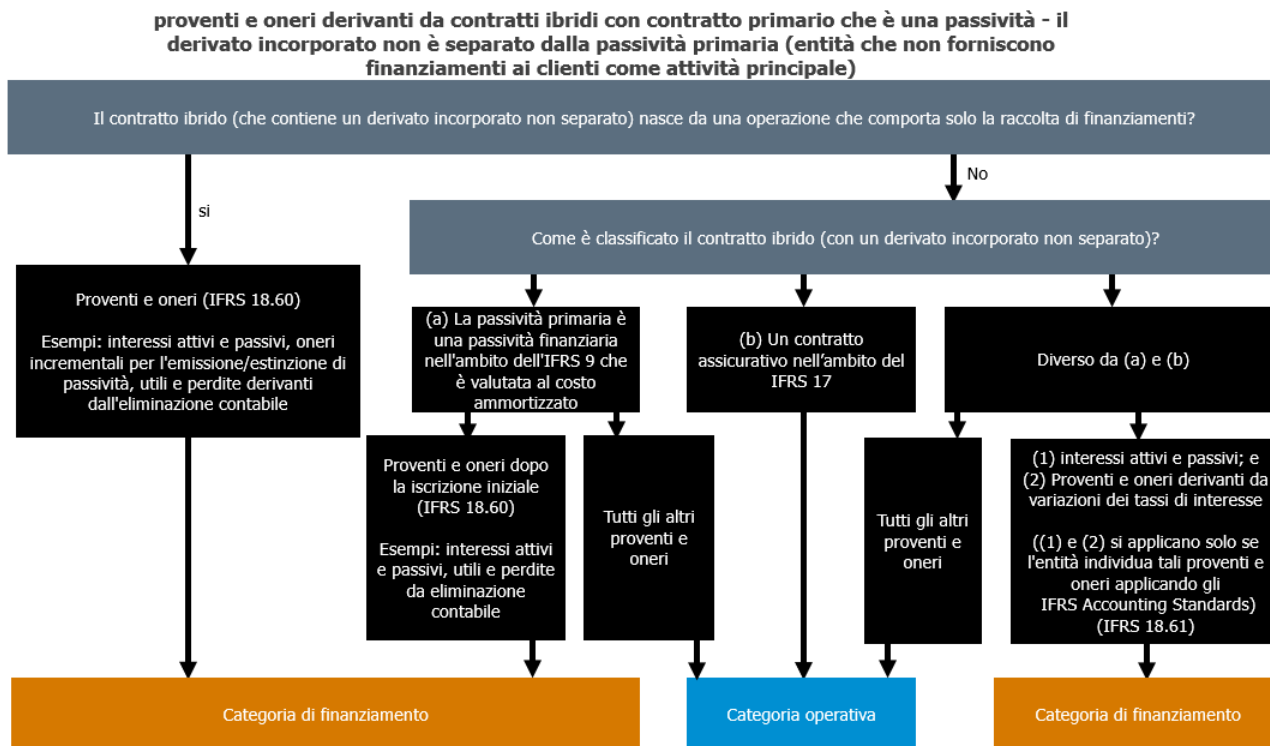 proventi e oneri derivanti da contratti ibridi con contratto primario che è una passività - il
derivato incorporato non è separato dalla passività primaria (entità che non forniscono
finanziamenti ai clienti come attività principale)
Il contratto ibrido (che contiene un derivato incorporato non separato) nasce da una operazione che comporta solo la raccolta di finanziamenti?
si
No
Come è classificato il contratto ibrido (con un derivato incorporato non separato)?
Proventi e oneri (IFRS 18.60)
Esempi: interessi attivi e passivi, oneri
incrementali per l'emissione/estinzione di
passività, utili e perdite derivanti
dall'eliminazione contabile
(a) La passività primaria è
una passività finanziaria
nell'ambito dell'IFRS 9 che
è valutata al costo
ammortizzato
(b) Un contratto
assicurativo nell’ambito del
IFRS 17
Diverso da (a) e (b)
Proventi e oneri dopo
la iscrizione iniziale
(IFRS 18.60)
Esempi: interessi attivi
e passivi, utili e perdite
da eliminazione
contabile
Tutti gli altri
proventi e
oneri
Tutti gli altri
proventi e
oneri
(1) interessi attivi e passivi; e
(2) Proventi e oneri derivanti da
variazioni dei tassi di interesse
((1) e (2) si applicano solo se
l'entità individua tali proventi e
oneri applicando gli
IFRS Accounting Standards)
(IFRS 18.61)
Categoria di finanziamento
Categoria operativa
Categoria di finanziamento